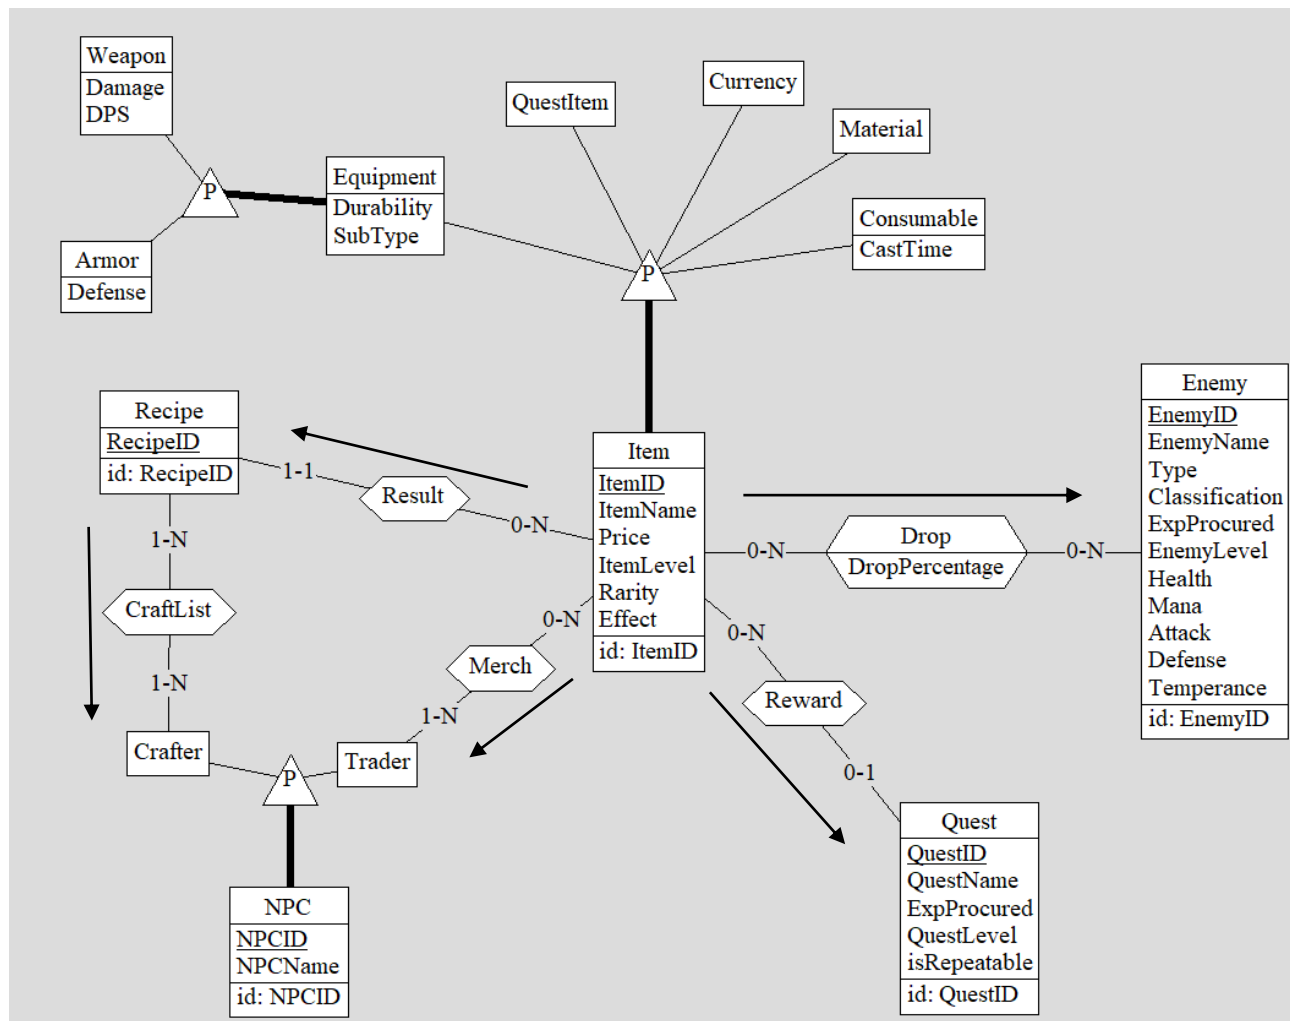 Weapon
Damage
DPS
P
Equipment
Durability
SubType
Armor
Defense
QuestItem
Currency
Material
Consumable
CastTime
P
Recipe
RecipeID
id: RecipeID
1-1
Result
0-N
Item
ItemID
ItemName
Price
ItemLevel
Rarity
Effect
id: ItemID
0-N
Drop
DropPercentage
0-N
Enemy
EnemyID
EnemyName
Type
Classification
ExpProcured
EnemyLevel
Health
Mana
Attack
Defense
Temperance
id: EnemyID
1-N
CraftList
1-N
Crafter
0-N
Merch
1-N
Trader
P
NPC
NPCID
NPCName
id: NPCID
0-N
Reward
0-1
Quest
QuestID
QuestName
ExpProcured
QuestLevel
isRepeatable
id: QuestID